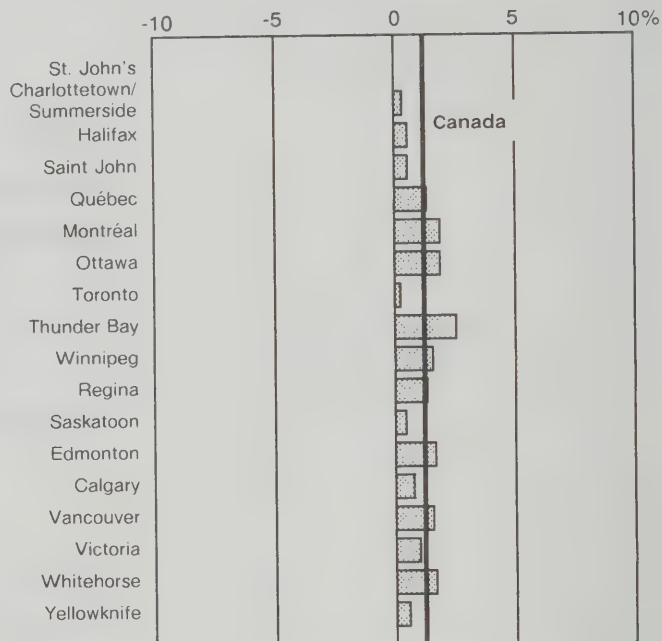 -10 -5 0 5 10%
St. John's
Charlottetown/
Summerside
Canada
Halifax
Saint John
Québec
Montréal
Ottawa
Toronto
Thunder Bay
Winnipeg
Regina
Saskatoon
Edmonton
Calgary
Vancouver
Victoria
Whitehorse
Yellowknife